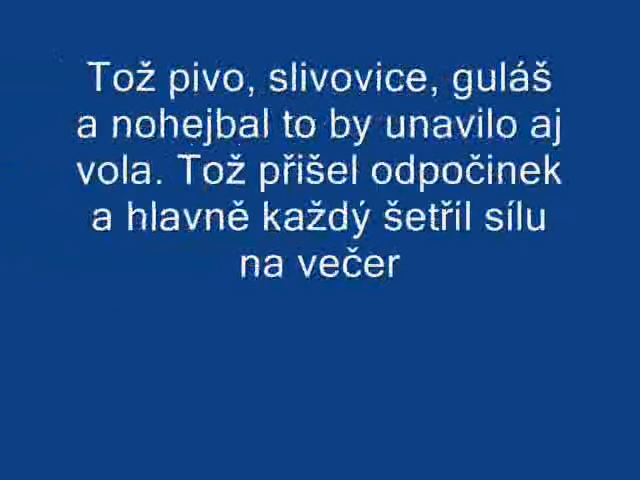 Tož pivo, slivovice, guláš
a nohejbal to by unavilo aj
vola. Tož přišel odpočinek
a hlavně každý šetřil sílu
na večer